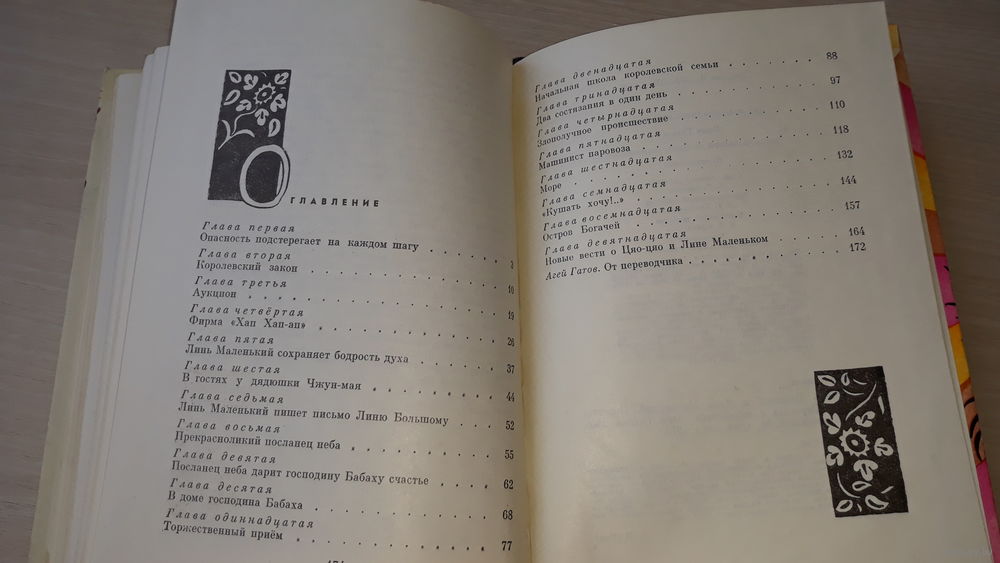 ОГЛАВЛЕНИЕ
Глава первая
Опасность подстерегает на каждом шагу . . . . 3
Глава вторая
Королевский закон . . . . . . . . . . 10
Глава третья
Аукцион . . . . . . . . . . . . . 19
Глава четвёртая
Фирма «Хап Хап-ап» . . . . . . . . . 26
Глава пятая
Линь Маленький сохраняет бодрость духа . . . . 37
Глава шестая
В гостях у дядюшки Чжун-мая . . . . . . . 44
Глава седьмая
Линь Маленький пишет письмо Линю Большому . . . 52
Глава восьмая
Прекрасноликий посланец неба . . . . . . . 55
Глава девятая
Посланец неба дарит господину Бабаху счастье . . . . 62
Глава десятая
В доме господина Бабаха . . . . . . . . . 68
Глава одиннадцатая
Торжественный приём . . . . . . . . . . 77
Глава двенадцатая
Начальная школа королевской семьи . . . . . . 88
Глава тринадцатая
Два состязания в один день . . . . . . . . 97
Глава четырнадцатая
Злополучное происшествие . . . . . . . . 110
Глава пятнадцатая
Машинист паровоза . . . . . . . . . . 118
Глава шестнадцатая
Море . . . . . . . . . . . . . . 132
Глава семнадцатая
«Кушать хочу!..» . . . . . . . . . . . 144
Глава восемнадцатая
Остров Богачей . . . . . . . . . . . 157
Глава девятнадцатая
Новые вести о Цяо-цяо и Лине Маленьком . . . . . 164
Агей Гатов. От переводчика . . . . . . . . 172